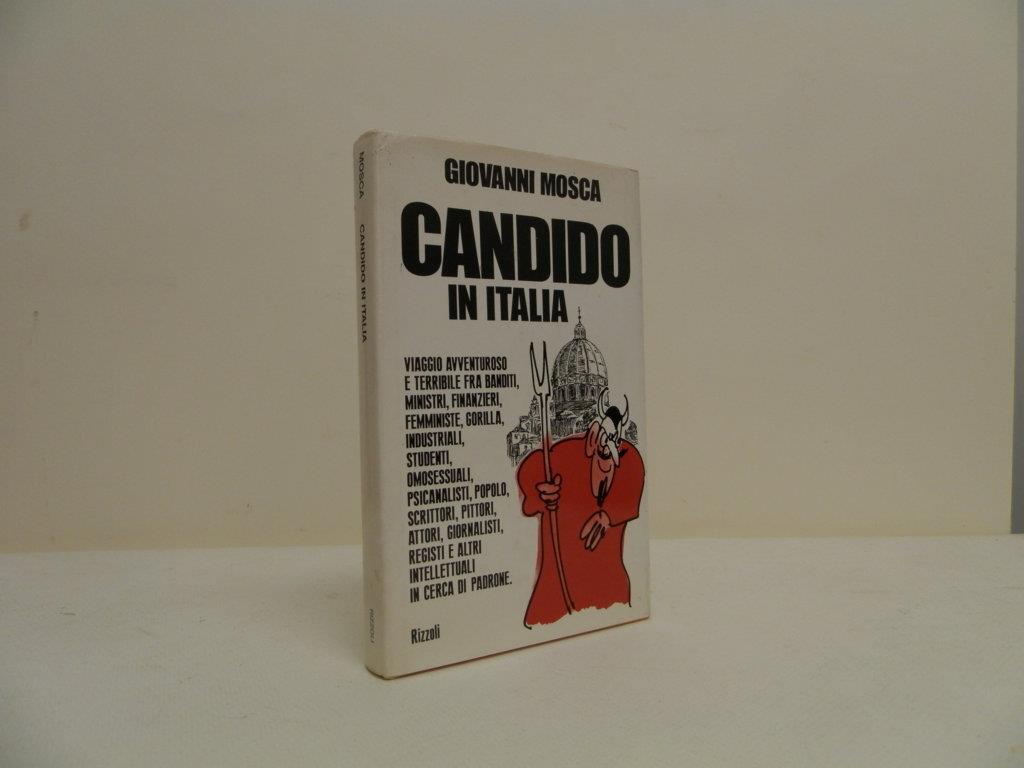 GIOVANNI MOSCA
CANDIDO
IN ITALIA
VIAGGIO AVVENTUROSO
E TERRIBILE FRA BANDITI,
MINISTRI, FINANZIERI,
FEMMINISTE, GORILLA,
INDUSTRIALI,
STUDENTI,
OMOSESSUALI,
PSICANALISTI, POPOLO,
SCRITTORI, PITTORI,
ATTORI, GIORNALISTI,
REGISTI E ALTRI
INTELLETTUALI
IN CERCA DI PADRONE.
Rizzoli
MOSCA CANDIDO IN ITALIA RIZZOLI